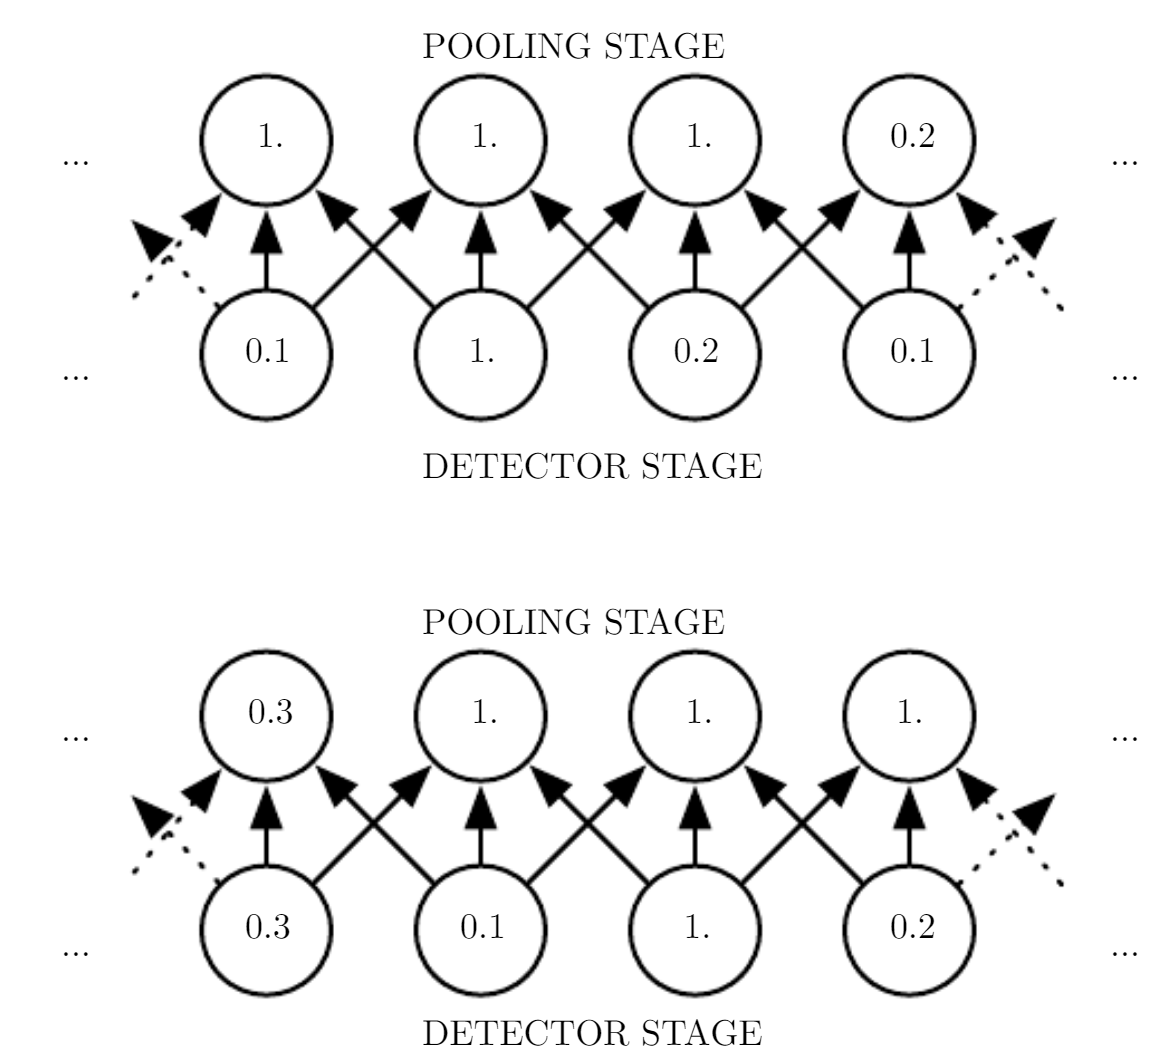 POOLING STAGE
... 1. 1. 1. 0.2 ...
... 0.1 1. 0.2 0.1 ...
DETECTOR STAGE
POOLING STAGE
... 0.3 1. 1. 1. ...
... 0.3 0.1 1. 0.2 ...
DETECTOR STAGE